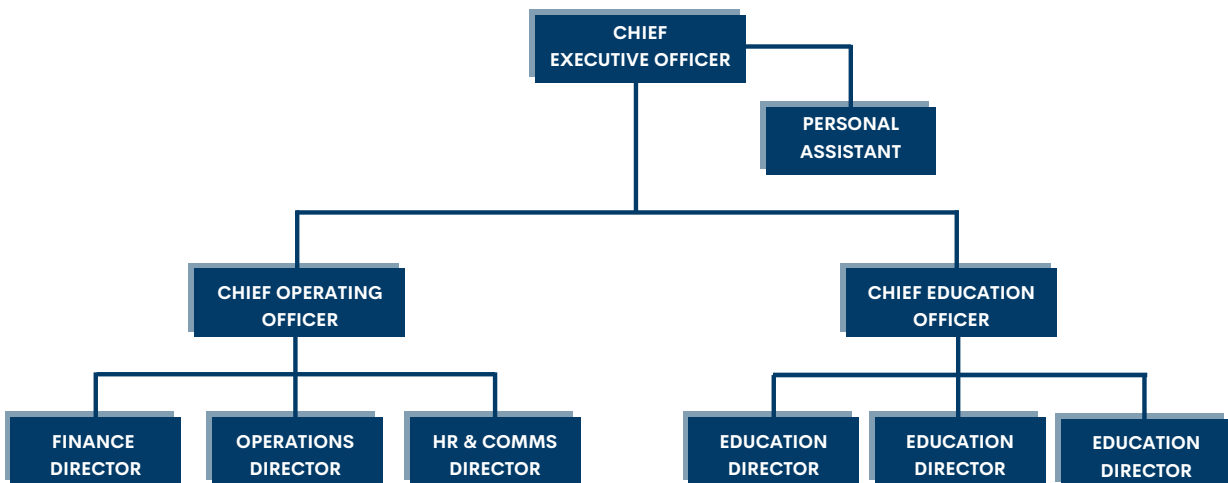 CHIEF
EXECUTIVE OFFICER
PERSONAL
ASSISTANT
CHIEF OPERATING
OFFICER
CHIEF EDUCATION
OFFICER
FINANCE
DIRECTOR
OPERATIONS
DIRECTOR
HR & COMMS
DIRECTOR
EDUCATION
DIRECTOR
EDUCATION
DIRECTOR
EDUCATION
DIRECTOR